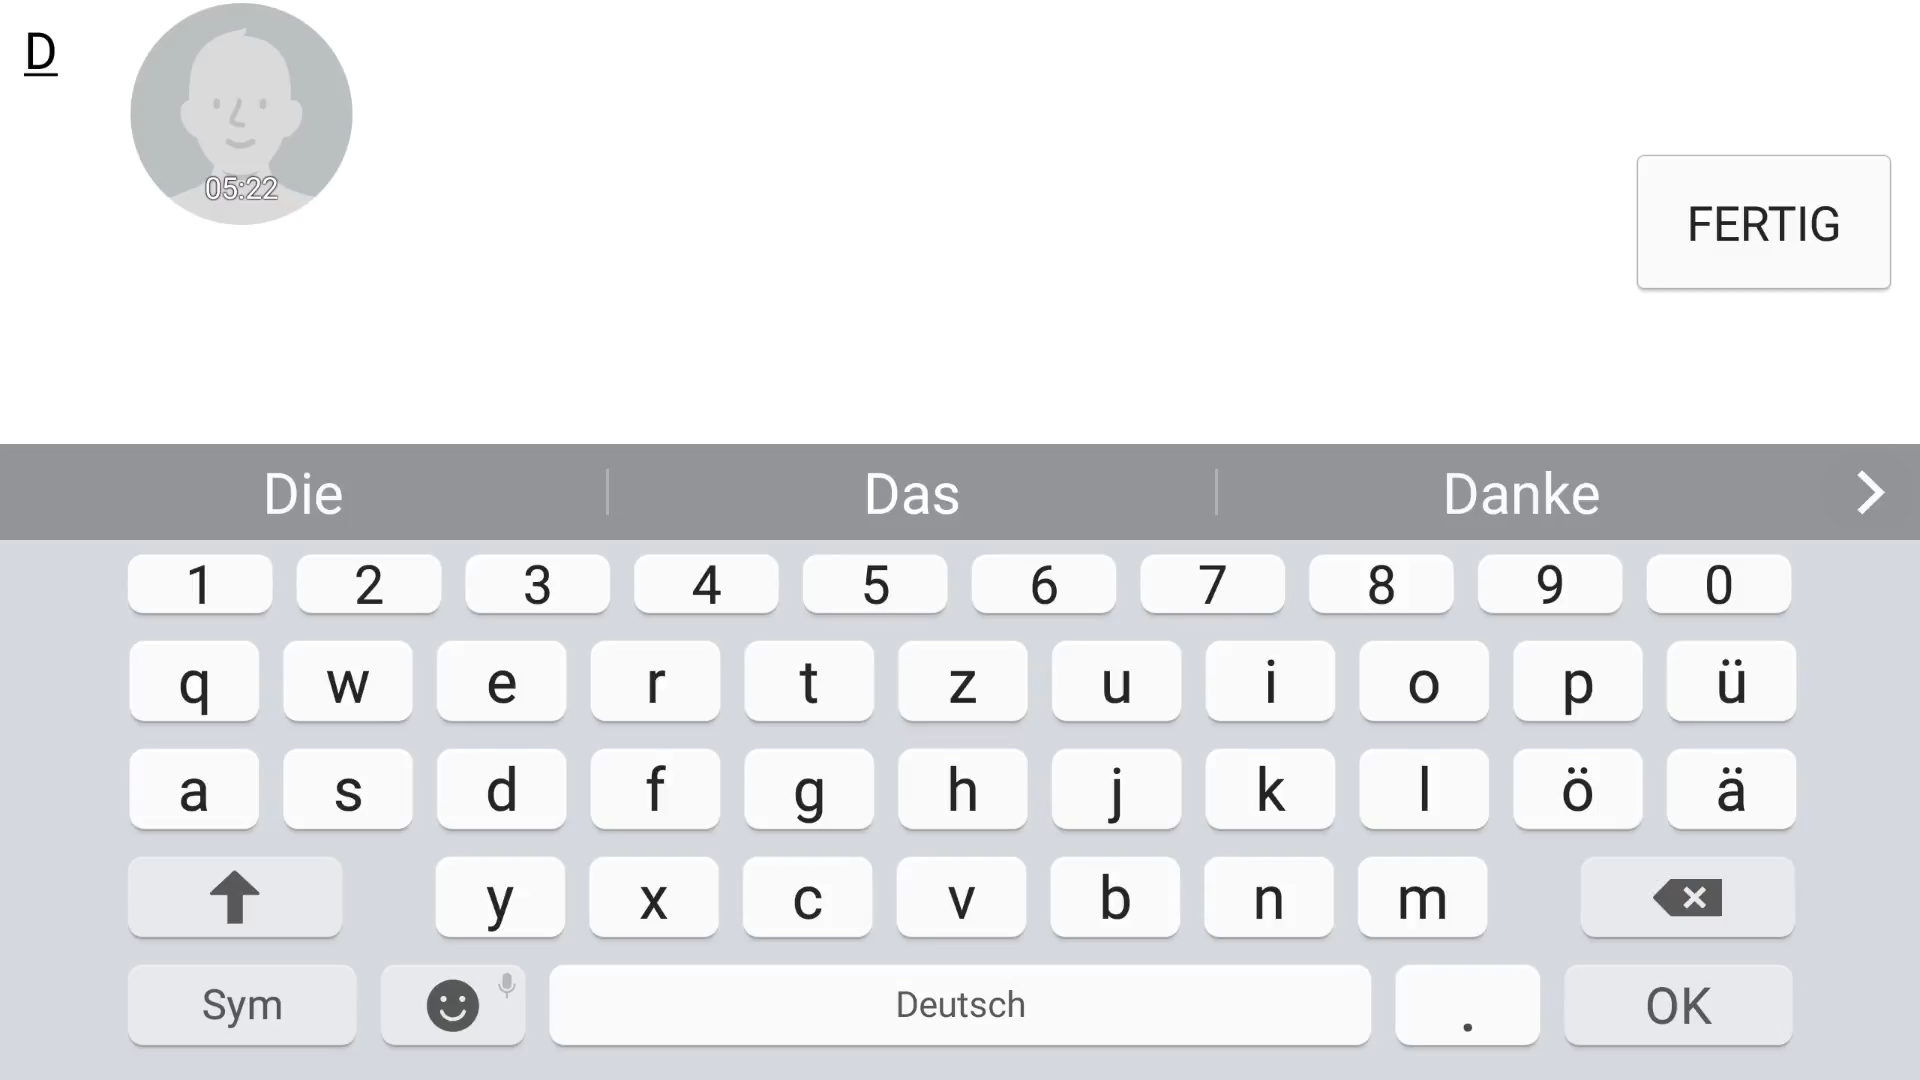 D
05:22
FERTIG
Die Das Danke
1 2 3 4 5 6 7 8 9 0
q w e r t z u i o p ü
a s d f g h j k l ö ä
y x c v b n m
Sym Deutsch . OK